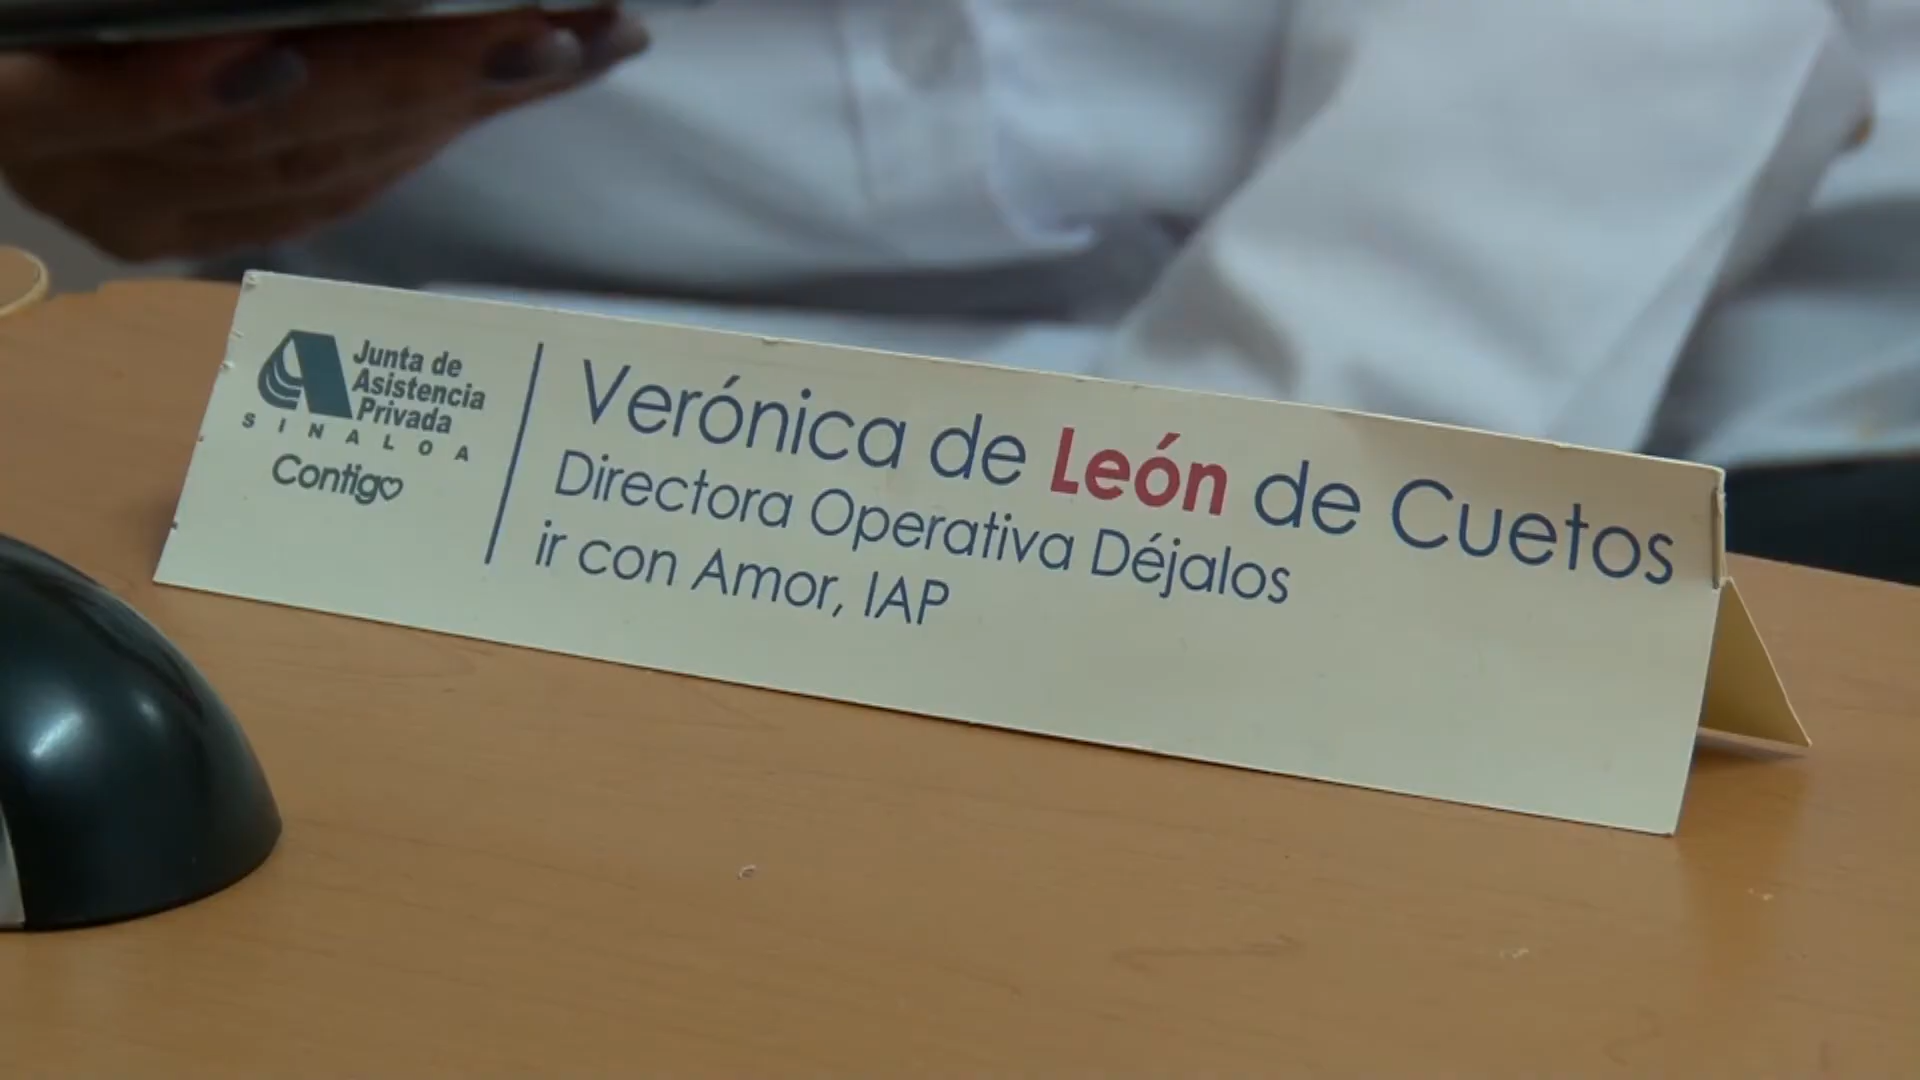 Junta de
Asistencia
Privada
SINALOA
Contigo
Verónica de León de Cuetos
Directora Operativa Déjalos
ir con Amor, IAP